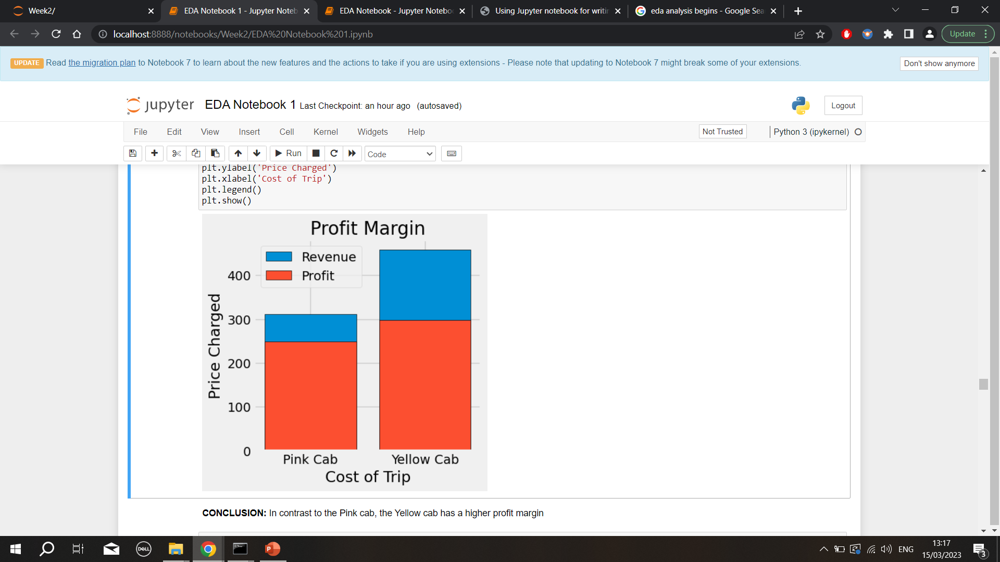 Week2/
EDA Notebook 1 - Jupyter Noteb
EDA Notebook - Jupyter Notebo
Using Jupyter notebook for writin
eda analysis begins - Google Sea
localhost:8888/notebooks/Week2/EDA%20Notebook%201.ipynb
Update
UPDATE Read the migration plan to Notebook 7 to learn about the new features and the actions to take if you are using extensions - Please note that updating to Notebook 7 might break some of your extensions.
Don't show anymore
jupyter EDA Notebook 1 Last Checkpoint: an hour ago (autosaved)
Logout
File Edit View Insert Cell Kernel Widgets Help
Not Trusted
Python 3 (ipykernel)
Run
Code
plt.ylabel('Price Charged')
plt.xlabel('Cost of Trip')
plt.legend()
plt.show()
Profit Margin
Revenue
Profit
400
300
200
100
0
Price Charged
Pink Cab Yellow Cab
Cost of Trip
CONCLUSION: In contrast to the Pink cab, the Yellow cab has a higher profit margin
DELL
P
ENG
13:17
15/03/2023
3